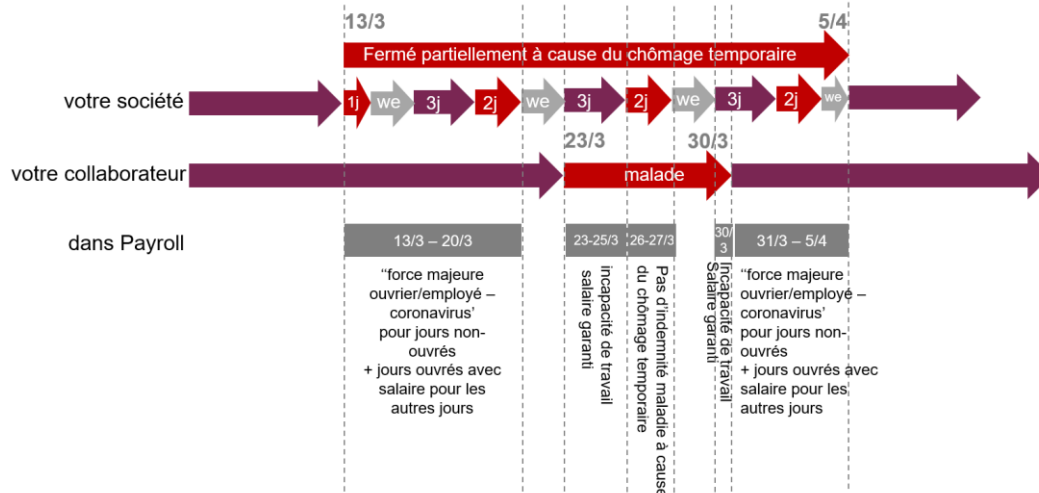 13/3
5/4
Fermé partiellement à cause du chômage temporaire
votre société
1j
we
3j
2j
we
3j
2j
we
3j
2j
we
23/3
30/3
votre collaborateur
malade
dans Payroll
13/3 – 20/3
23-25/3
26-27/3
30/
3
31/3 – 5/4
“force majeure
ouvrier/employé –
coronavirus’
pour jours non-
ouvrés
+ jours ouvrés avec
salaire pour les
autres jours
incapacité de travail
salaire garanti
Pas d’indemnité maladie à cause
du chômage temporaire
Incapacité de travail
Salaire garanti
“force majeure
ouvrier/employé –
coronavirus’
pour jours non-
ouvrés
+ jours ouvrés avec
salaire pour les
autres jours